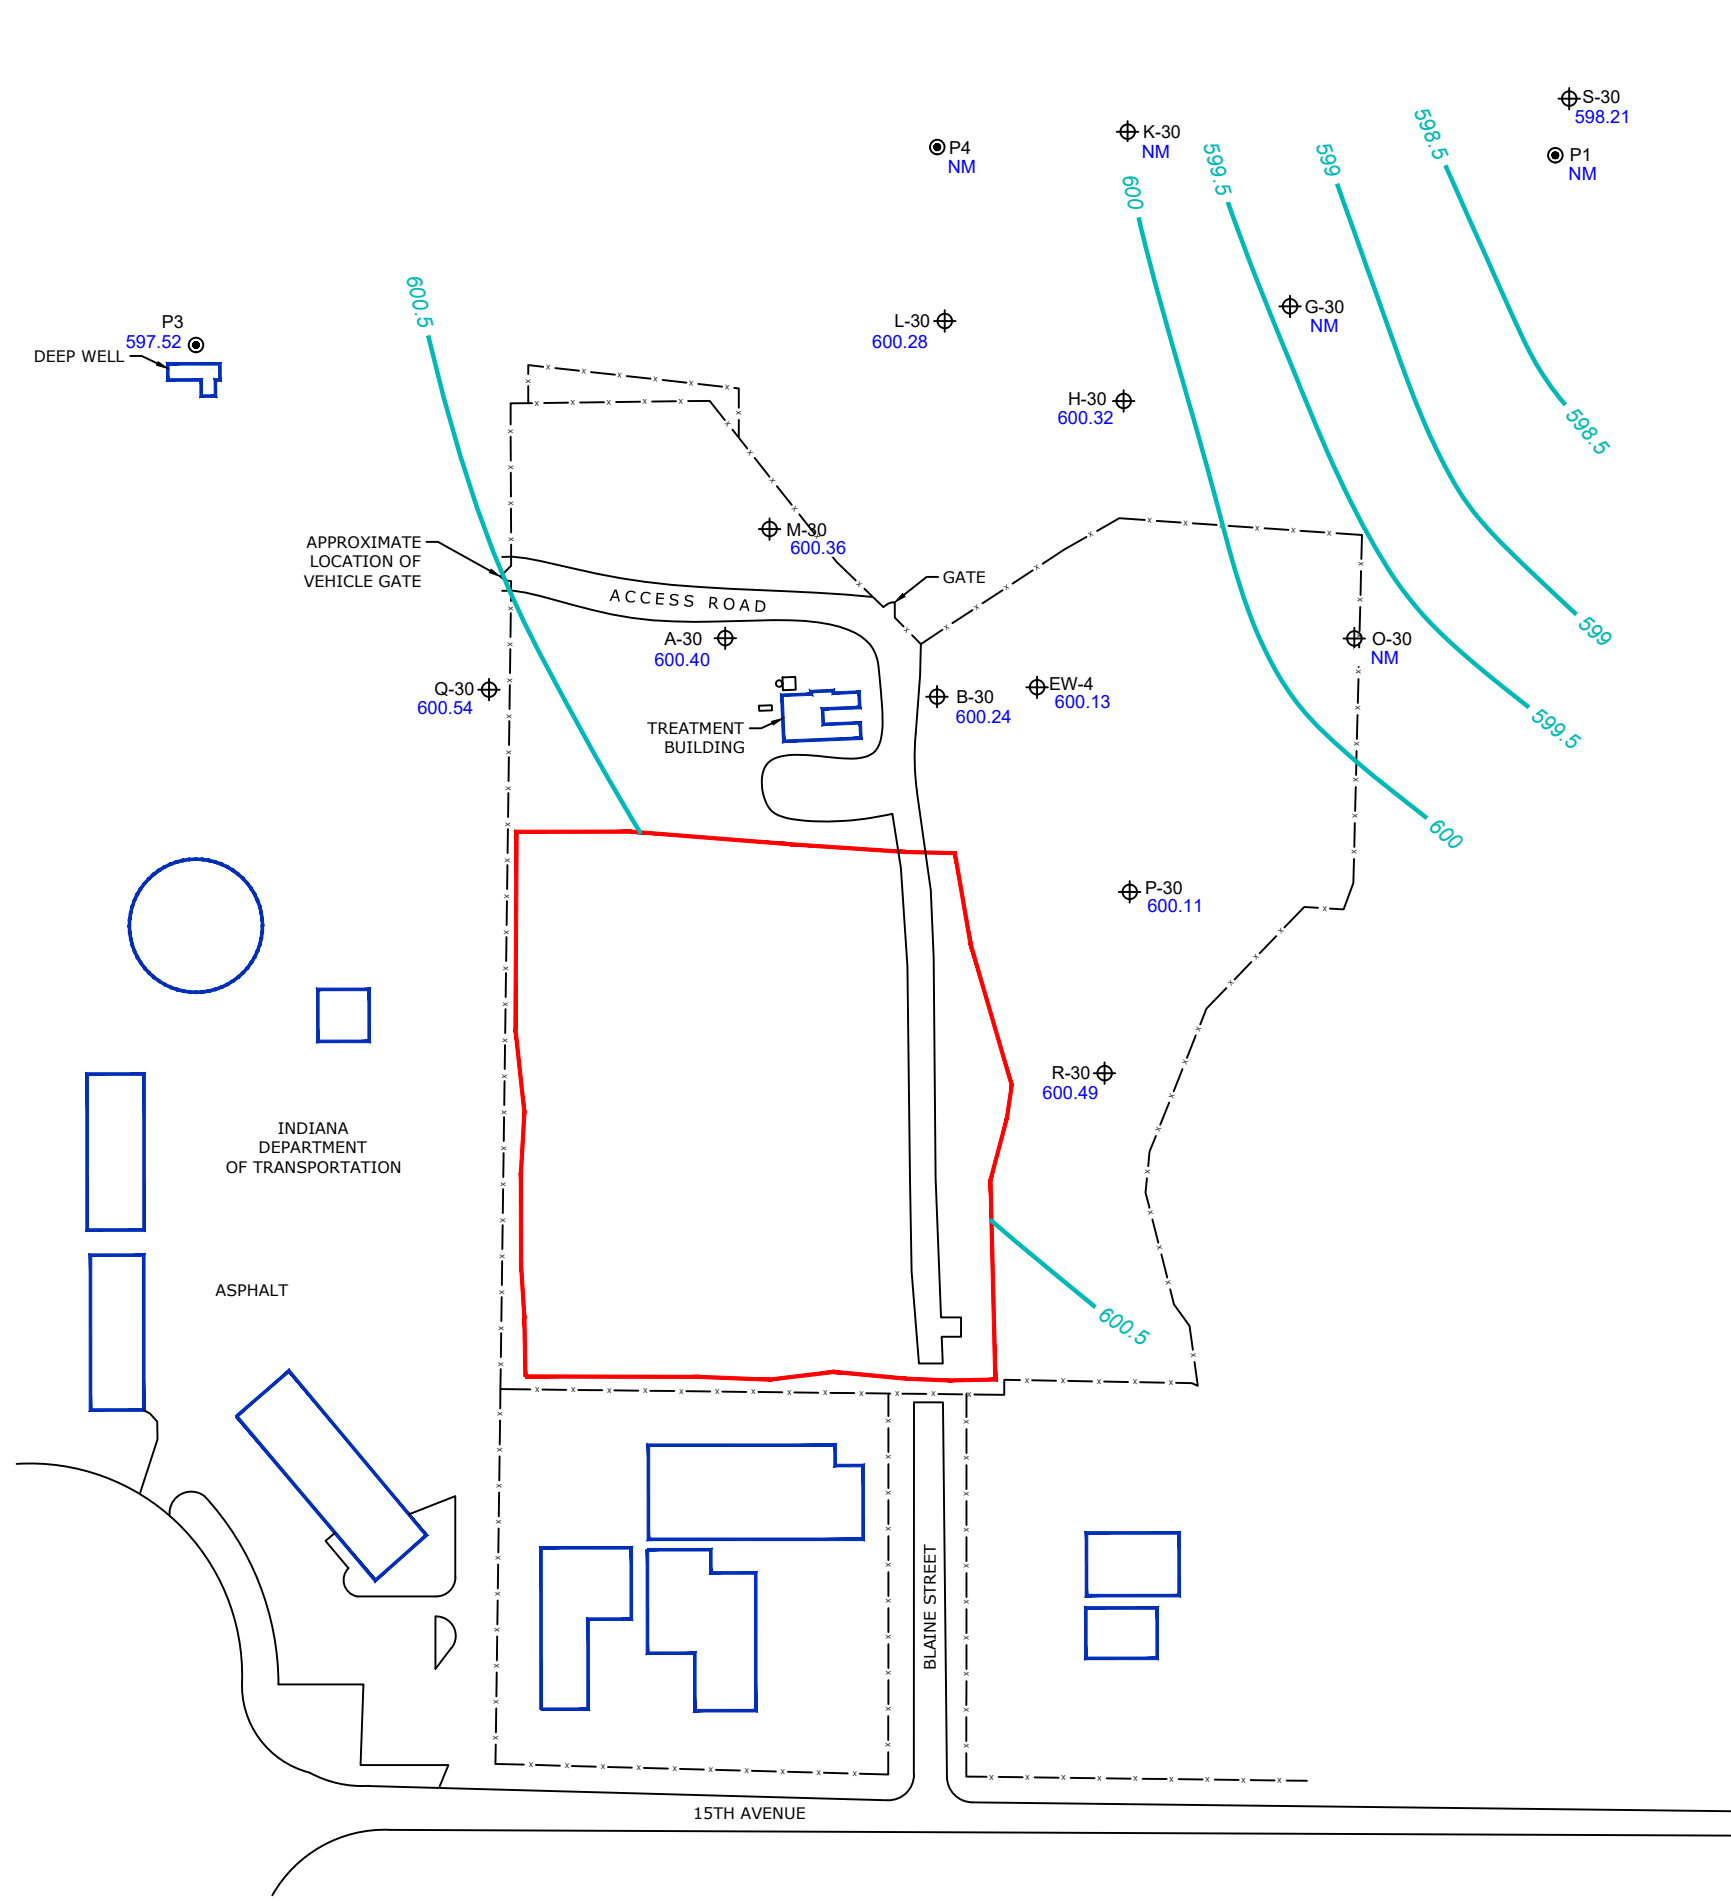 S-30
598.21
K-30
NM
P4
NM
P1
NM
598.5
599
599.5
600
600.5
G-30
NM
P3
597.52
DEEP WELL
L-30
600.28
H-30
600.32
598.5
M-30
600.36
APPROXIMATE
LOCATION OF
VEHICLE GATE
GATE
ACCESS ROAD
A-30
600.40
O-30
NM
599
Q-30
600.54
B-30
600.24
EW-4
600.13
TREATMENT
BUILDING
599.5
600
P-30
600.11
R-30
600.49
INDIANA
DEPARTMENT
OF TRANSPORTATION
ASPHALT
600.5
BLAINE STREET
15TH AVENUE